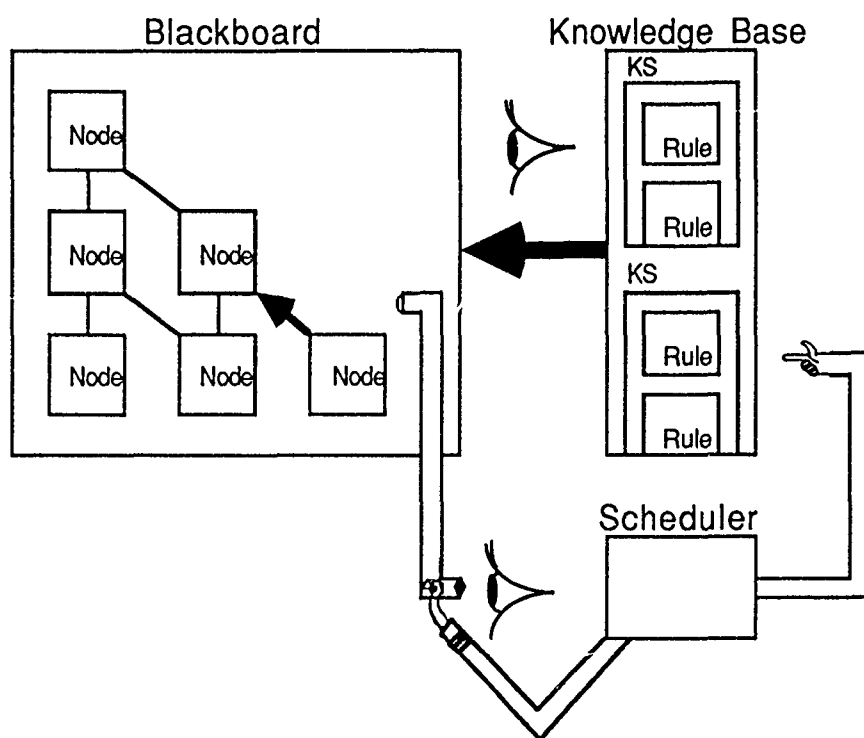 Blackboard
Knowledge Base
KS
Node
Rule
Rule
Node
Node
KS
Node
Node
Node
Rule
Rule
Scheduler